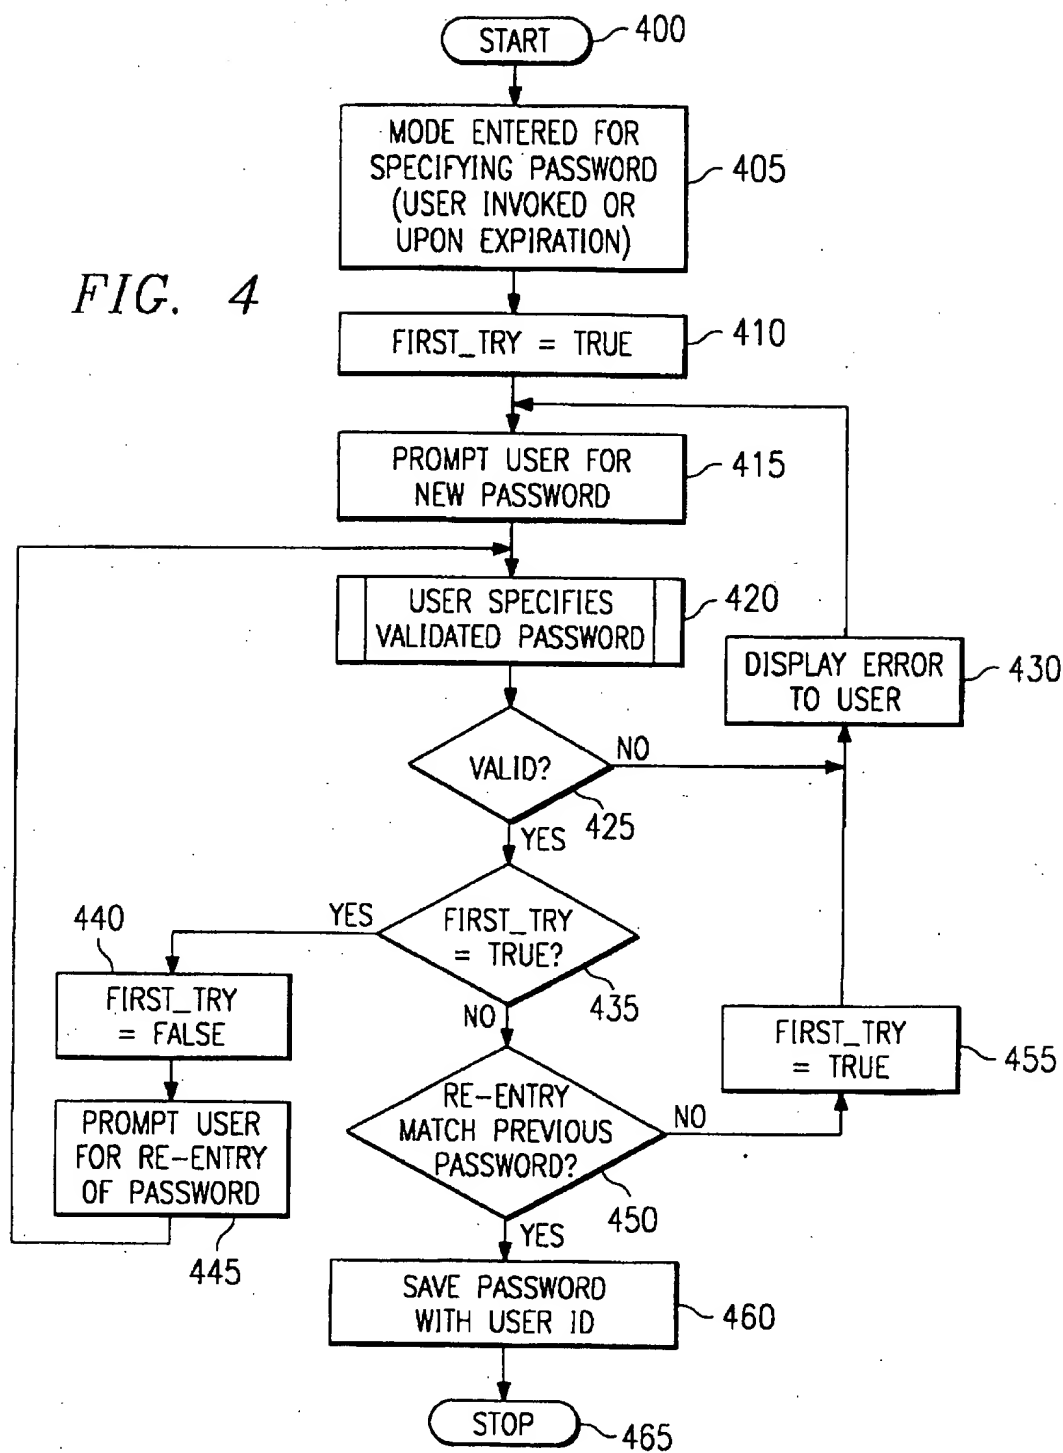 START
400
MODE ENTERED FOR
SPECIFYING PASSWORD
(USER INVOKED OR
UPON EXPIRATION)
405
FIG. 4
FIRST_TRY = TRUE
410
PROMPT USER FOR
NEW PASSWORD
415
USER SPECIFIES
VALIDATED PASSWORD
420
DISPLAY ERROR
TO USER
430
VALID?
NO
425
YES
FIRST_TRY
= TRUE?
YES
435
NO
440
FIRST_TRY
= FALSE
PROMPT USER
FOR RE-ENTRY
OF PASSWORD
445
FIRST_TRY
= TRUE
455
RE-ENTRY
MATCH PREVIOUS
PASSWORD?
NO
450
YES
SAVE PASSWORD
WITH USER ID
460
STOP
465